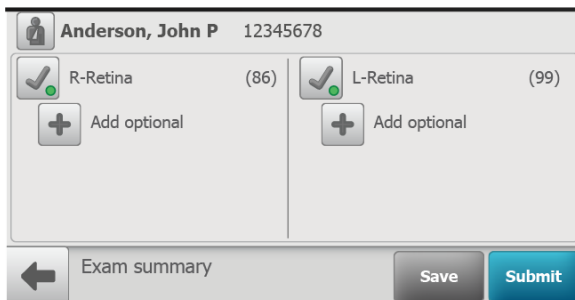 Anderson, John P 12345678
R-Retina (86) L-Retina (99)
Add optional Add optional
Exam summary Save Submit